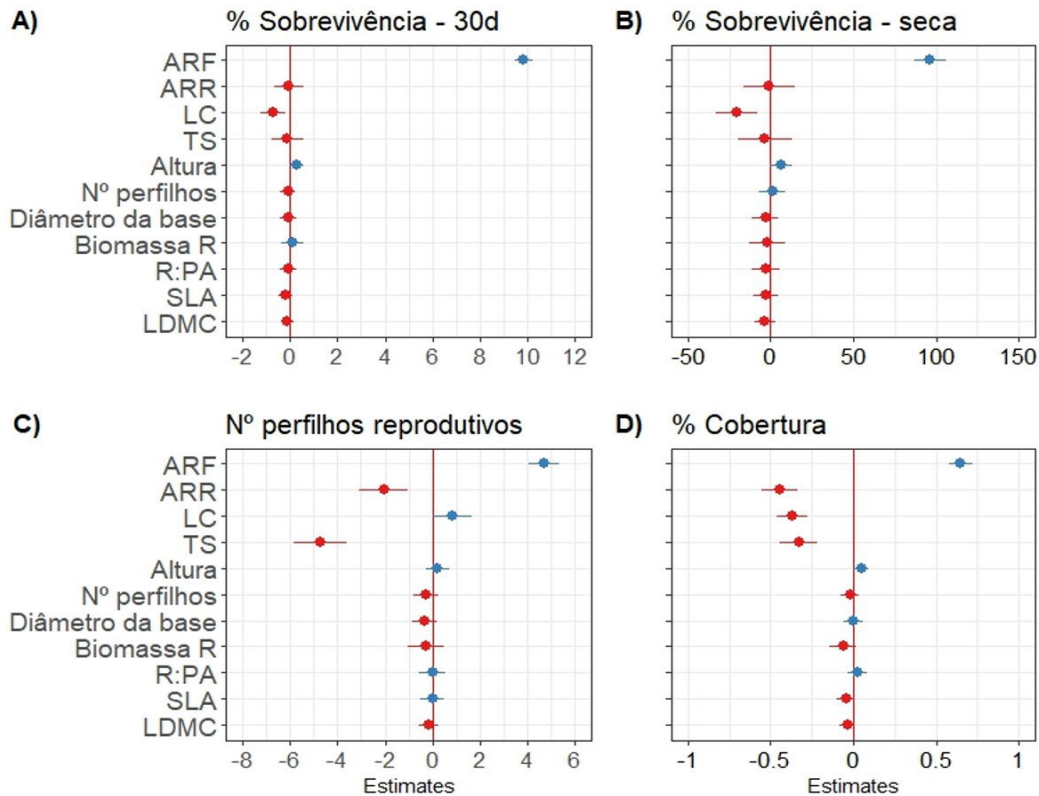 A) % Sobrevivência - 30d
ARF
ARR
LC
TS
Altura
Nº perfilhos
Diâmetro da base
Biomassa R
R:PA
SLA
LDMC
-2 0 2 4 6 8 10 12
B) % Sobrevivência - seca
-50 0 50 100 150
C) Nº perfilhos reprodutivos
ARF
ARR
LC
TS
Altura
Nº perfilhos
Diâmetro da base
Biomassa R
R:PA
SLA
LDMC
-6 -4 -2 0 2 4 6
Estimates
D) % Cobertura
-1 -0.5 0 0.5 1
Estimates